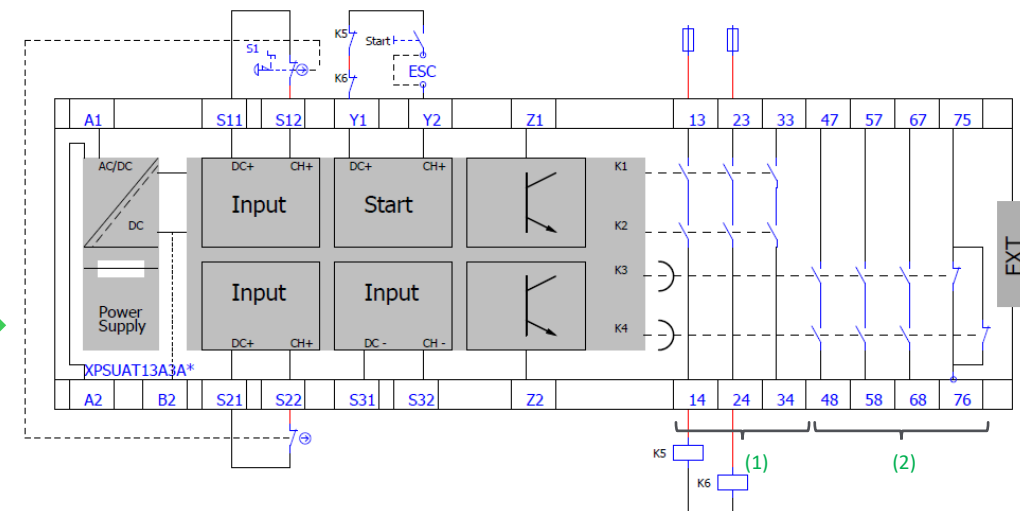 K5
Start
S1
K6
ESC
A1 S11 S12 Y1 Y2 Z1 13 23 33 47 57 67 75
AC/DC DC+ CH+ DC+ CH+ K1
Input Start
DC K2
EXT
K3
Input Input
Power
Supply
K4
DC+ CH+ DC - CH -
XPSUAT13A3A*
A2 B2 S21 S22 S31 S32 Z2 14 24 34 48 58 68 76
K5 (1) (2)
K6